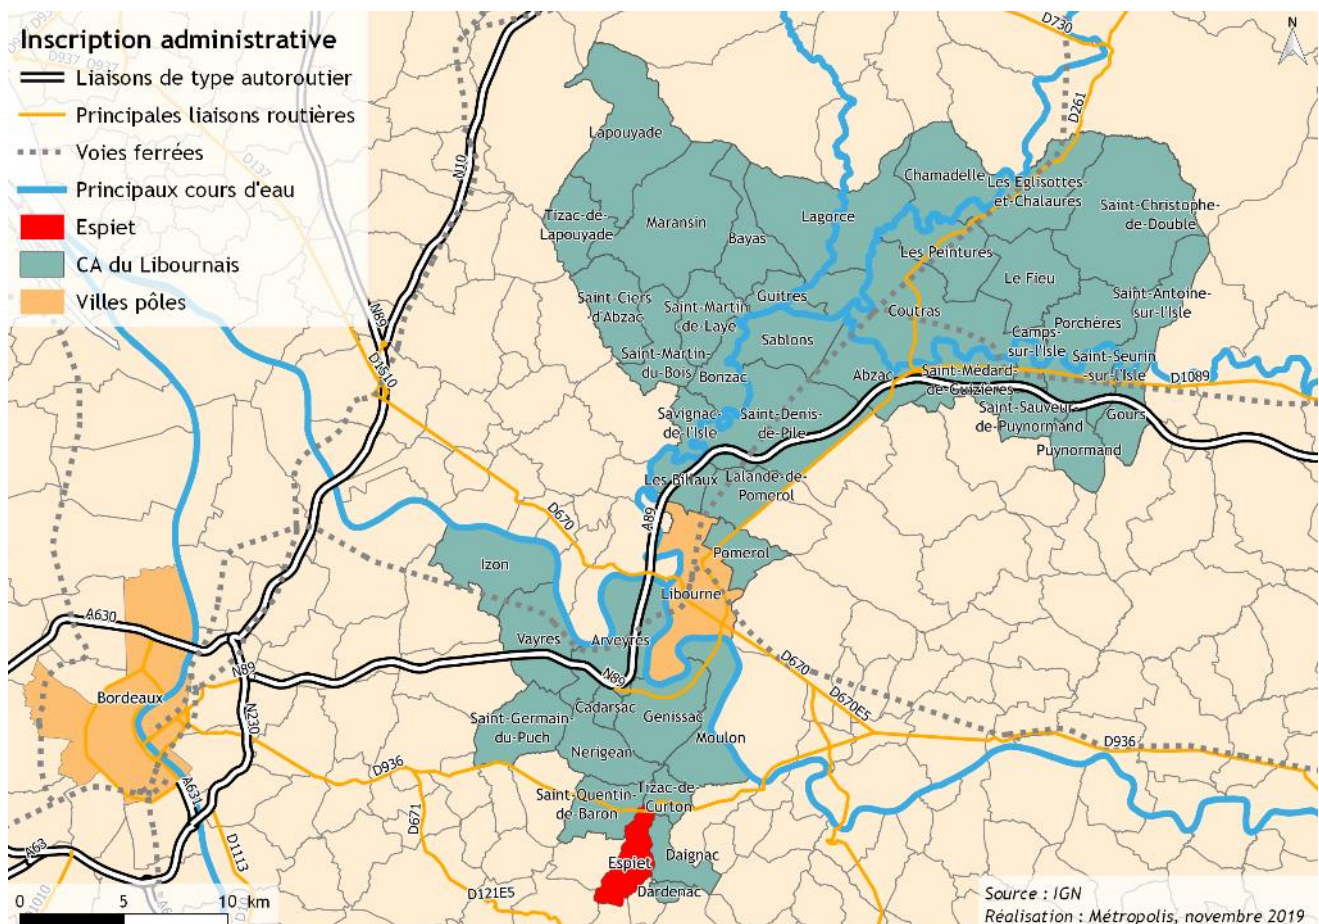 Inscription administrative
Liaisons de type autoroutier
Principales liaisons routières
Voies ferrées
Principaux cours d'eau
Espiet
CA du Libournais
Villes pôles
N
D937
D937
D137
N10
D730
D261
Lapouyade
Chamadelle
Les Eglisottes-
et-Chalaures
Saint-Christophe-
de-Double
Tizac-de-
Lapouyade
Maransin
Bayas
Lagorce
Les Peintures
Le Fieu
Saint-Ciers
d'Abzac
Saint-Martin
de-Laye
Guitres
Coutras
Saint-Antoine-
sur-l'Isle
Porchères
Camps-
sur-l'Isle
Sablons
Saint-Martin-
du-Bois
Bonzac
Abzac
Saint-Médard-
de-Guizières
Saint-Seurin
sur-l'Isle
D1089
N89
D1510
Savignac-
de-l'Isle
Saint-Denis-
de-Pile
Saint-Sauveur-
de-Puynormand
Gours
Puynormand
Les Billaux
Lalande-de-
Pomerol
D670
A89
Pomerol
Izon
Libourne
Vayres
Arveyres
A630
N89
N89
D670
D670E5
Bordeaux
N230
Cadarsac
Genissac
Saint-Germain-
du-Puch
Moulon
Nerigean
D936
D936
A631
Saint-Quentin-
de-Baron
Tizac-de-
Curton
D671
D1113
A63
Espiet
Daignac
Dardenac
D121E5
D1010
0 5 10 km
Source : IGN
Réalisation : Métropolis, novembre 2019